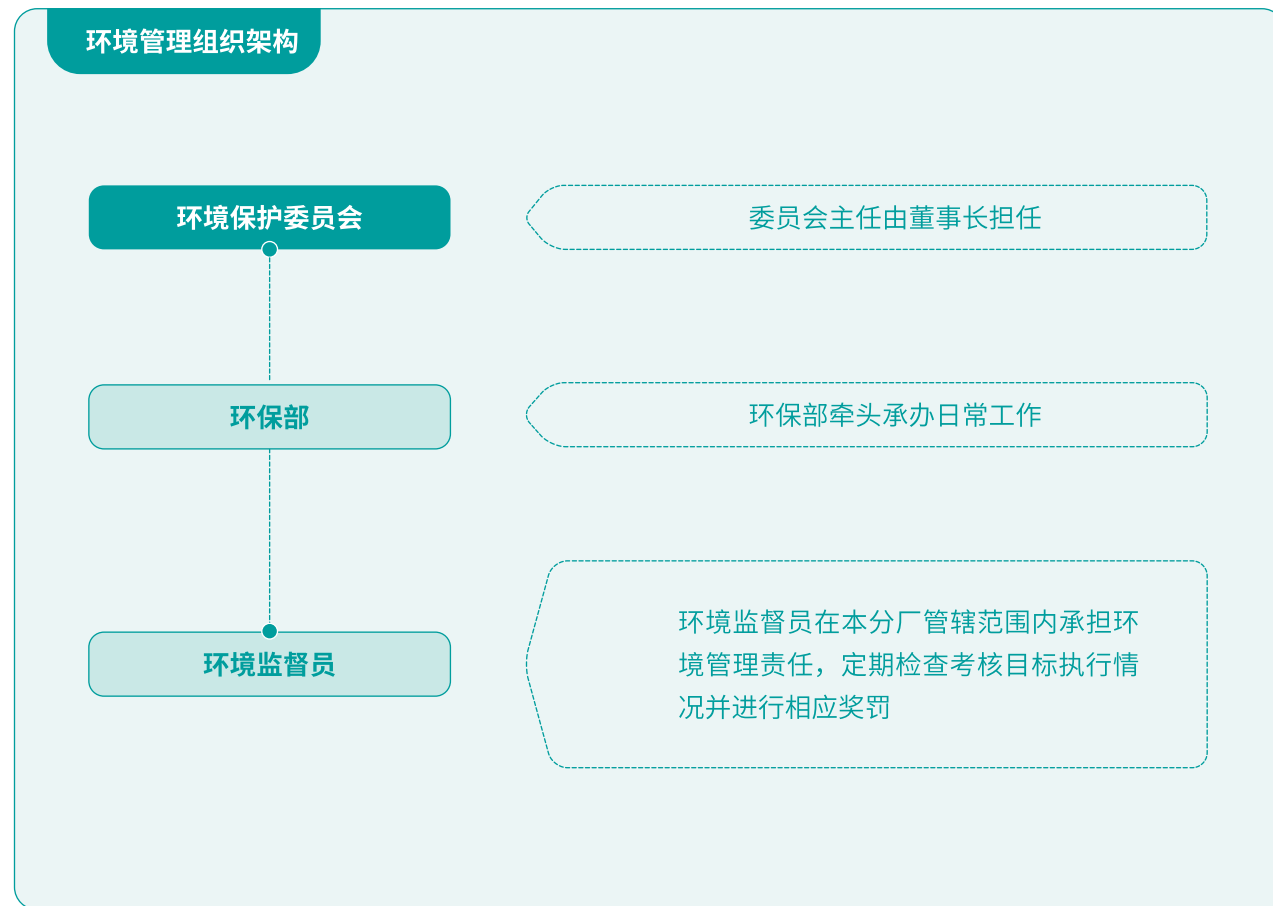 环境管理组织架构
环境保护委员会
委员会主任由董事长担任
环保部
环保部牵头承办日常工作
环境监督员
环境监督员在本分厂管辖范围内承担环
境管理责任，定期检查考核目标执行情
况并进行相应奖罚